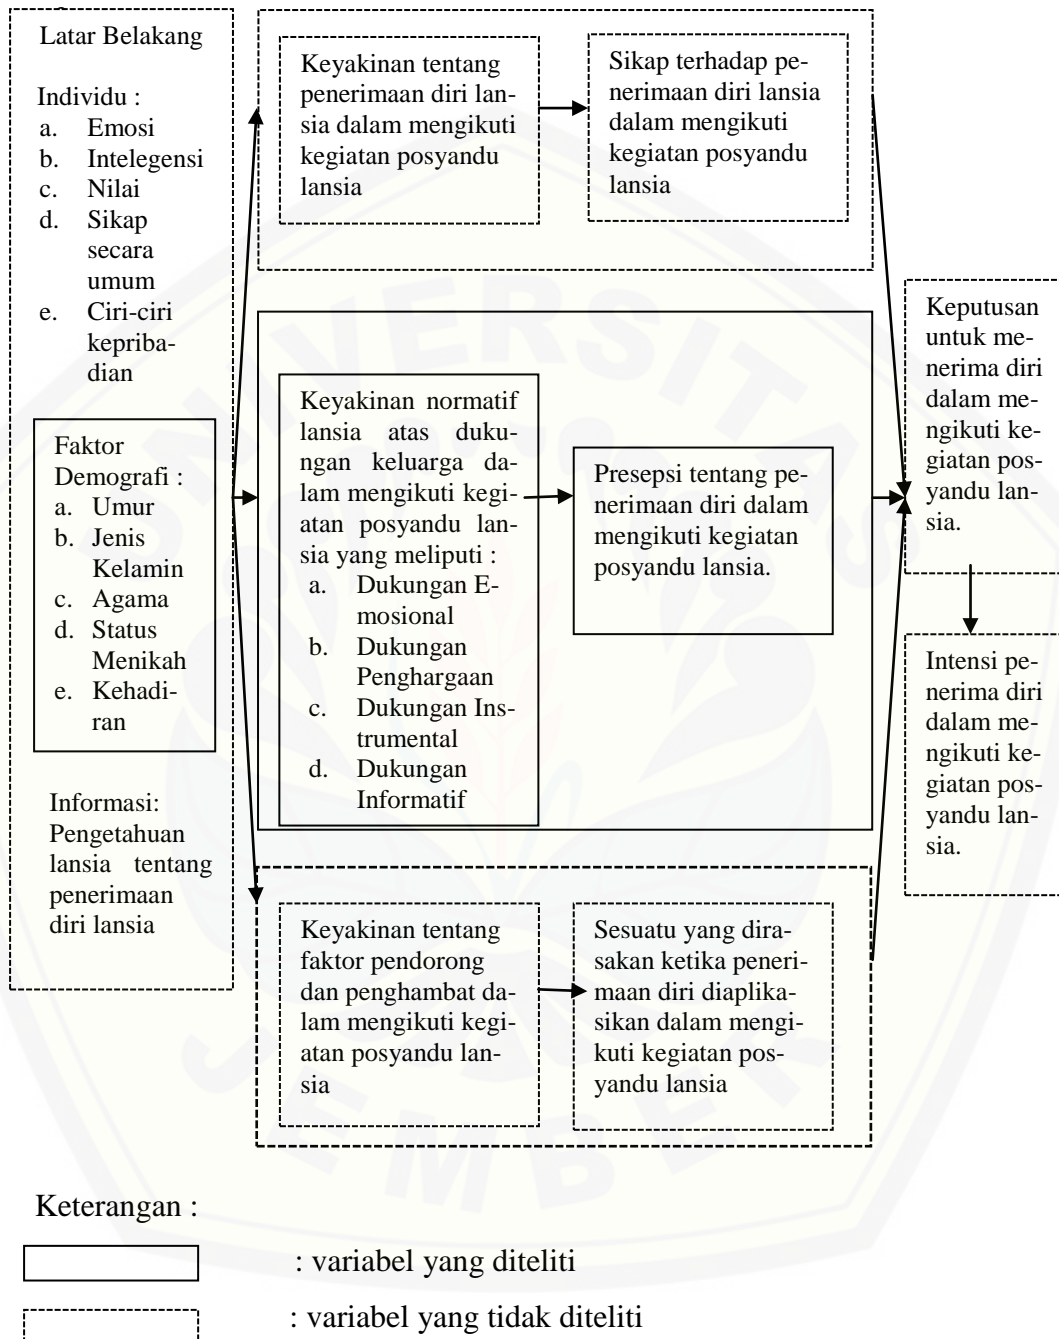 Latar Belakang
Individu :
a. Emosi
b. Intelegensi
c. Nilai
d. Sikap
secara
umum
e. Ciri-ciri
kepriba-
dian
Faktor
Demografi :
a. Umur
b. Jenis
Kelamin
c. Agama
d. Status
Menikah
e. Kehadi-
ran
Informasi:
Pengetahuan
lansia tentang
penerimaan
diri lansia
Keyakinan tentang
penerimaan diri lan-
sia dalam mengikuti
kegiatan posyandu
lansia
Sikap terhadap pe-
nerimaan diri lansia
dalam mengikuti
kegiatan posyandu
lansia
Keyakinan normatif
lansia atas duku-
ngan keluarga da-
lam mengikuti kegi-
atan posyandu lan-
sia yang meliputi :
a. Dukungan E-
mosional
b. Dukungan
Penghargaan
c. Dukungan Ins-
trumental
d. Dukungan
Informatif
Presepsi tentang pe-
nerimaan diri dalam
mengikuti kegiatan
posyandu lansia.
Keyakinan tentang
faktor pendorong
dan penghambat da-
lam mengikuti kegi-
atan posyandu lan-
sia
Sesuatu yang dira-
sakan ketika peneri-
maan diri diaplika-
sikan dalam mengi-
kuti kegiatan pos-
yandu lansia
Keputusan
untuk me-
nerima diri
dalam me-
ngikuti ke-
giatan pos-
yandu lan-
sia.
Intensi pe-
nerima diri
dalam me-
ngikuti ke-
giatan pos-
yandu lan-
sia.
Keterangan :
: variabel yang diteliti
: variabel yang tidak diteliti
UNIVERSITAS
JEMBER